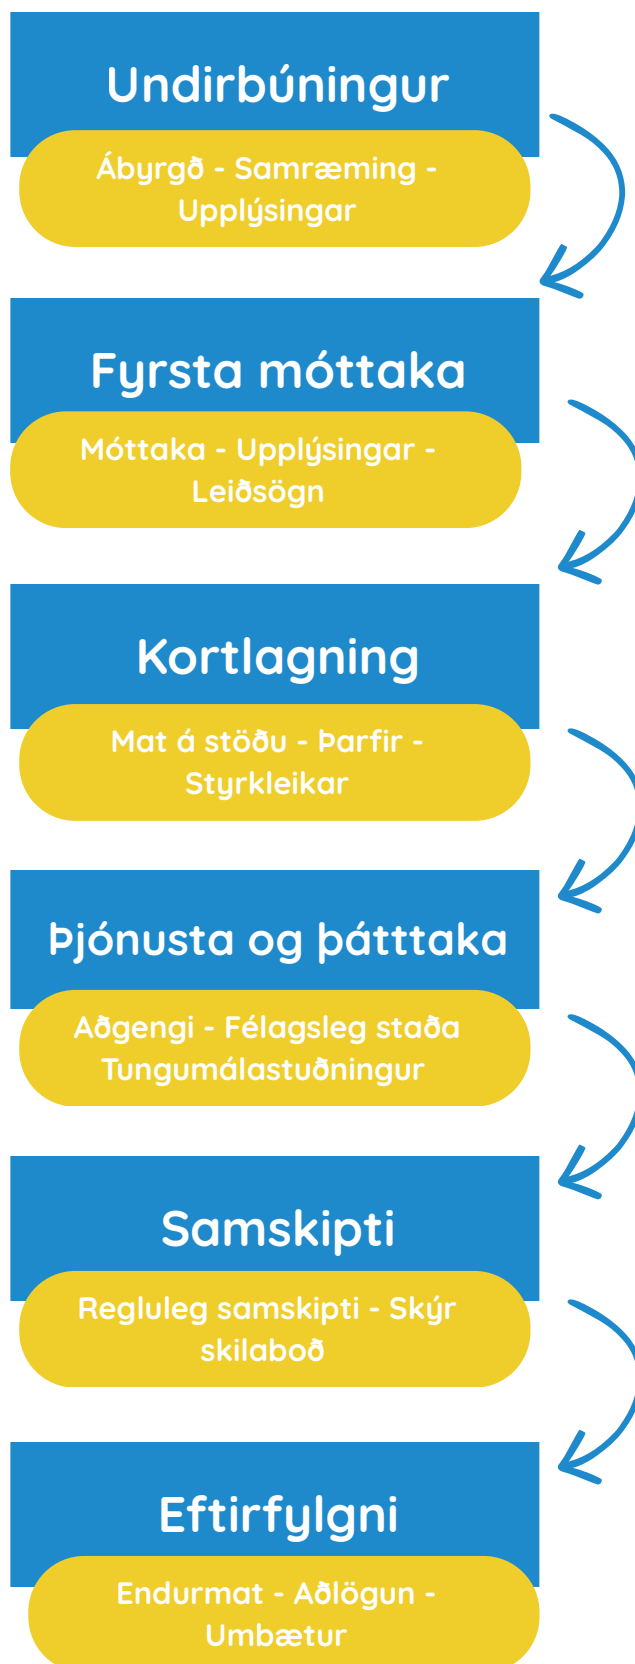 Undirbúningur
Ábyrgð - Samræming -
Upplýsingar
Fyrsta móttaka
Móttaka - Upplýsingar -
Leiðsögn
Kortlagning
Mat á stöðu - Þarfir -
Styrkleikar
Þjónusta og þátttaka
Aðgengi - Félagsleg staða
Tungumálastuðningur
Samskipti
Regluleg samskipti - Skýr
skilaboð
Eftirfylgni
Endurmat - Aðlögun -
Umbætur